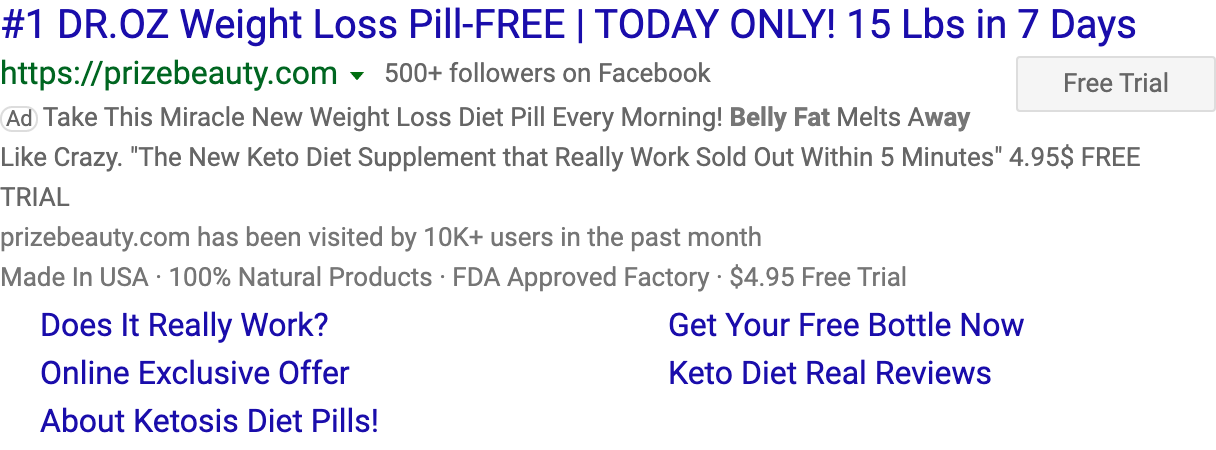 #1 DR.OZ Weight Loss Pill-FREE | TODAY ONLY! 15 Lbs in 7 Days
https://prizebeauty.com ▼ 500+ followers on Facebook
Free Trial
Ad Take This Miracle New Weight Loss Diet Pill Every Morning! Belly Fat Melts Away
Like Crazy. "The New Keto Diet Supplement that Really Work Sold Out Within 5 Minutes" 4.95$ FREE
TRIAL
prizebeauty.com has been visited by 10K+ users in the past month
Made In USA · 100% Natural Products · FDA Approved Factory · $4.95 Free Trial
Does It Really Work?
Get Your Free Bottle Now
Online Exclusive Offer
Keto Diet Real Reviews
About Ketosis Diet Pills!